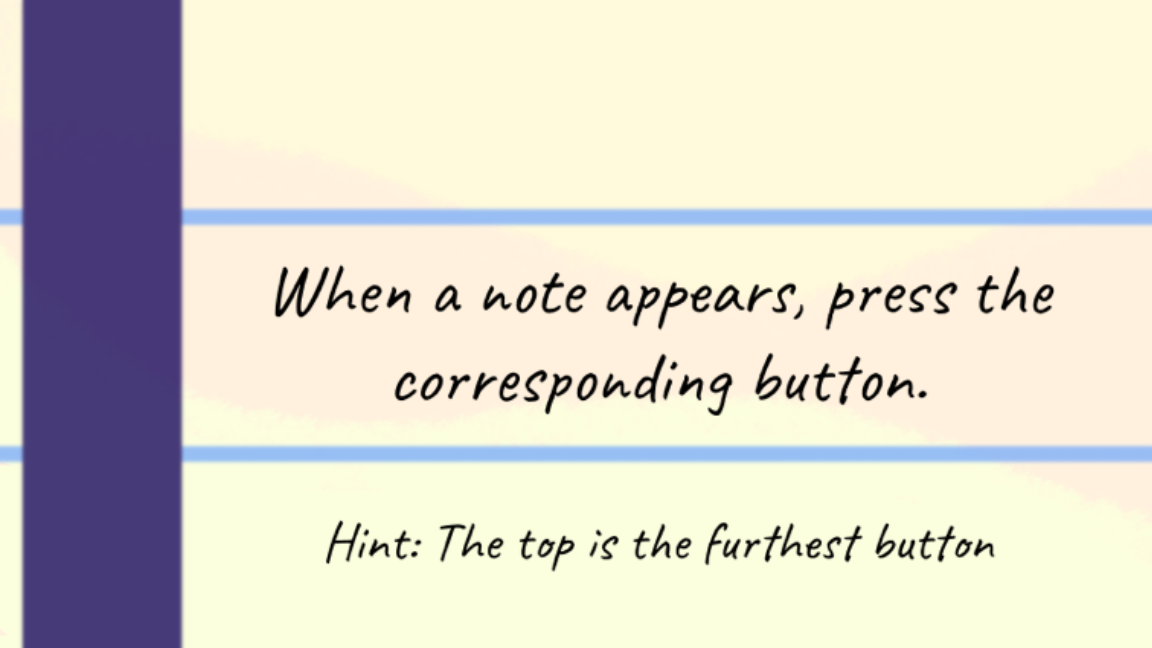 When a note appears, press the
corresponding button.
Hint: The top is the furthest button